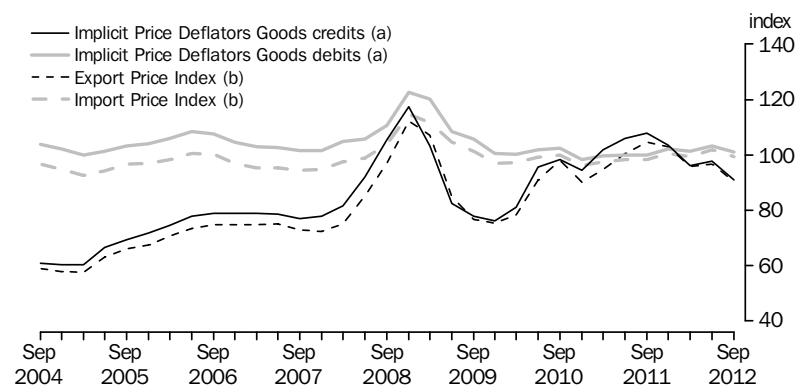 index
Implicit Price Deflators Goods credits (a)
Implicit Price Deflators Goods debits (a)
Export Price Index (b)
Import Price Index (b)
140
120
100
80
60
40
Sep Sep Sep Sep Sep Sep Sep Sep Sep
2004 2005 2006 2007 2008 2009 2010 2011 2012